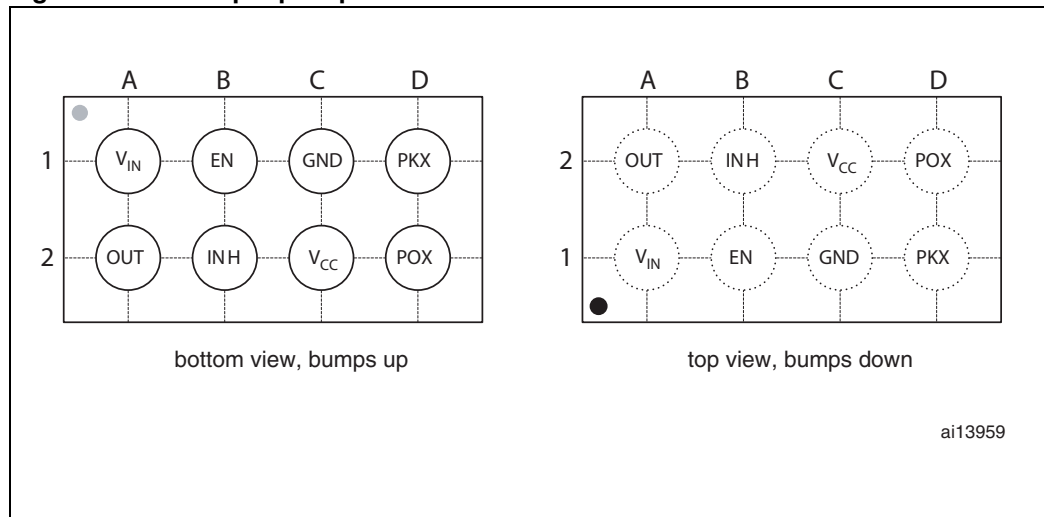 A B C D
1 V_IN EN GND PKX
2 OUT INH V_CC POX
bottom view, bumps up
A B C D
2 OUT INH V_CC POX
1 V_IN EN GND PKX
top view, bumps down
ai13959